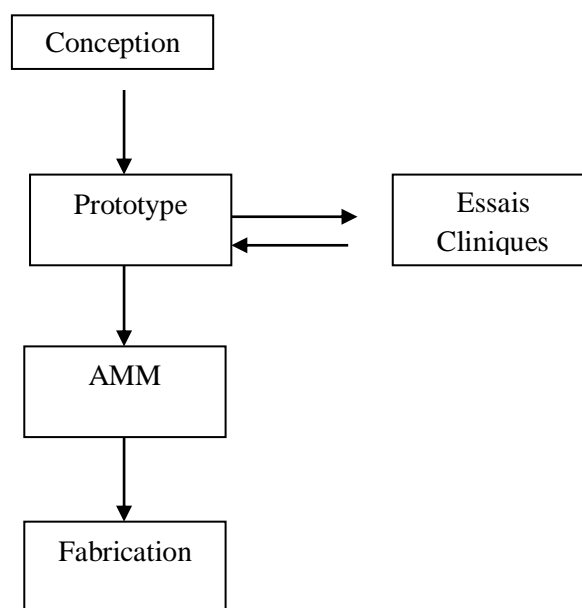 Conception
Prototype
Essais
Cliniques
AMM
Fabrication